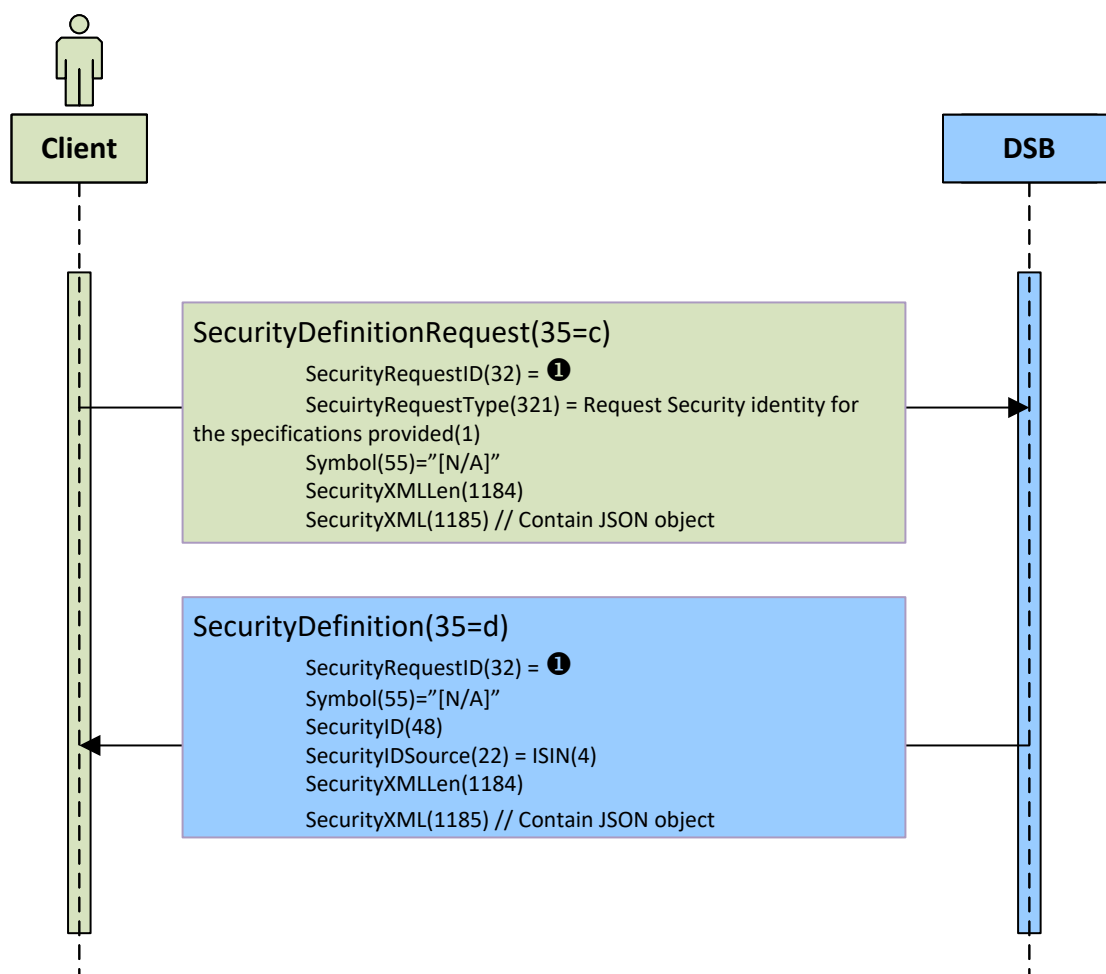 Client
DSB
SecurityDefinitionRequest(35=c)
SecurityRequestID(32) = ❶
SecuirtyRequestType(321) = Request Security identity for
the specifications provided(1)
Symbol(55)=”[N/A]”
SecurityXMLLen(1184)
SecurityXML(1185) // Contain JSON object
SecurityDefinition(35=d)
SecurityRequestID(32) = ❶
Symbol(55)=”[N/A]”
SecurityID(48)
SecurityIDSource(22) = ISIN(4)
SecurityXMLLen(1184)
SecurityXML(1185) // Contain JSON object